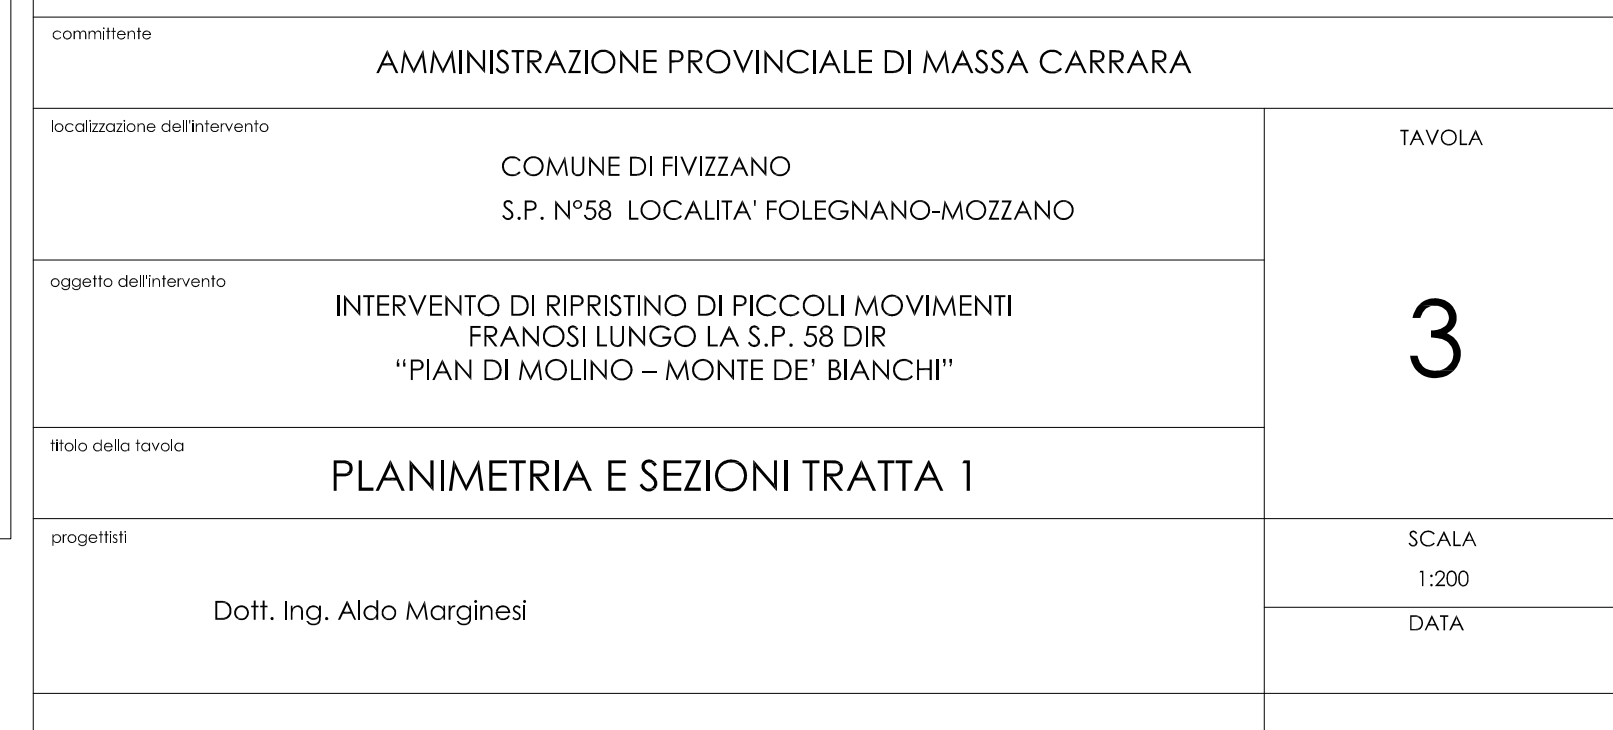 committente
AMMINISTRAZIONE PROVINCIALE DI MASSA CARRARA
localizzazione dell'intervento
COMUNE DI FIVIZZANO
S.P. N°58 LOCALITA' FOLEGNANO-MOZZANO
TAVOLA
3
oggetto dell'intervento
INTERVENTO DI RIPRISTINO DI PICCOLI MOVIMENTI
FRANOSI LUNGO LA S.P. 58 DIR
“PIAN DI MOLINO – MONTE DE’ BIANCHI”
titolo della tavola
PLANIMETRIA E SEZIONI TRATTA 1
progettisti
Dott. Ing. Aldo Marginesi
SCALA
1:200
DATA